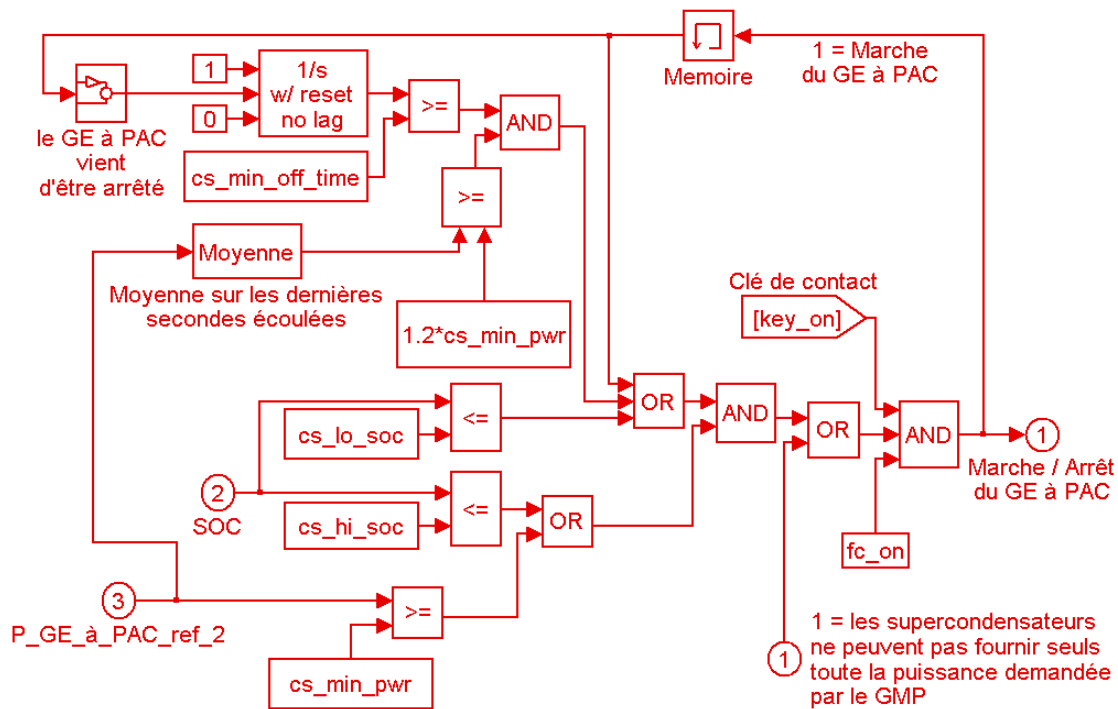 Memoire
1 = Marche
du GE à PAC
1
0
1/s
w/ reset
no lag
>=
AND
le GE à PAC
vient
d'être arrêté
cs_min_off_time
>=
Moyenne
Moyenne sur les dernières
secondes écoulées
1.2*cs_min_pwr
Clé de contact
[key_on]
cs_lo_soc
<=
OR
AND
OR
AND
1
Marche / Arrêt
du GE à PAC
2
SOC
cs_hi_soc
<=
OR
fc_on
3
P_GE_à_PAC_ref_2
>=
cs_min_pwr
1
1 = les supercondensateurs
ne peuvent pas fournir seuls
toute la puissance demandée
par le GMP